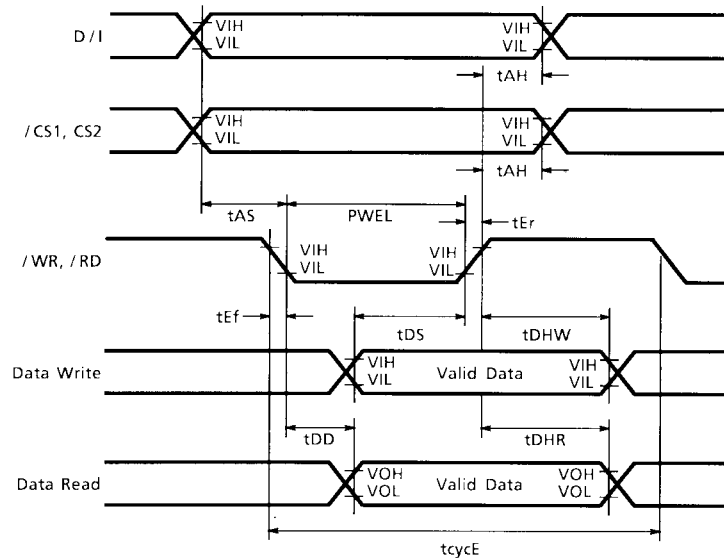 D/I
VIH
VIL
VIH
VIL
tAH
/CS1, CS2
VIH
VIL
VIH
VIL
tAH
tAS
PWEL
tEr
/WR, /RD
VIH
VIL
VIH
VIL
tEf
tDS
tDHW
Data Write
VIH
VIL
Valid Data
VIH
VIL
tDD
tDHR
Data Read
VOH
VOL
Valid Data
VOH
VOL
tcycE